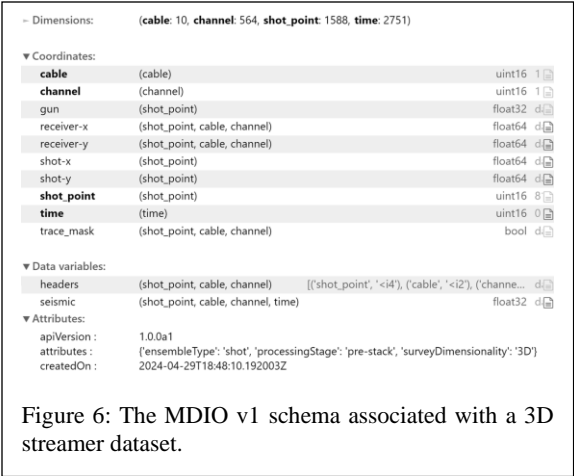 Dimensions: (cable: 10, channel: 564, shot_point: 1588, time: 2751)
▼ Coordinates:
cable (cable) uint16 1
channel (channel) uint16 1
gun (shot_point) float32 d
receiver-x (shot_point, cable, channel) float64 d
receiver-y (shot_point, cable, channel) float64 d
shot-x (shot_point) float64 d
shot-y (shot_point) float64 d
shot_point (shot_point) uint16 8
time (time) uint16 0
trace_mask (shot_point, cable, channel) bool d
▼ Data variables:
headers (shot_point, cable, channel) [('shot_point', '<i4'), ('cable', '<i2'), ('channe... d
seismic (shot_point, cable, channel, time) float32 d
▼ Attributes:
apiVersion : 1.0.0a1
attributes : {'ensembleType': 'shot', 'processingStage': 'pre-stack', 'surveyDimensionality': '3D'}
createdOn : 2024-04-29T18:48:10.192003Z
Figure 6: The MDIO v1 schema associated with a 3D
streamer dataset.